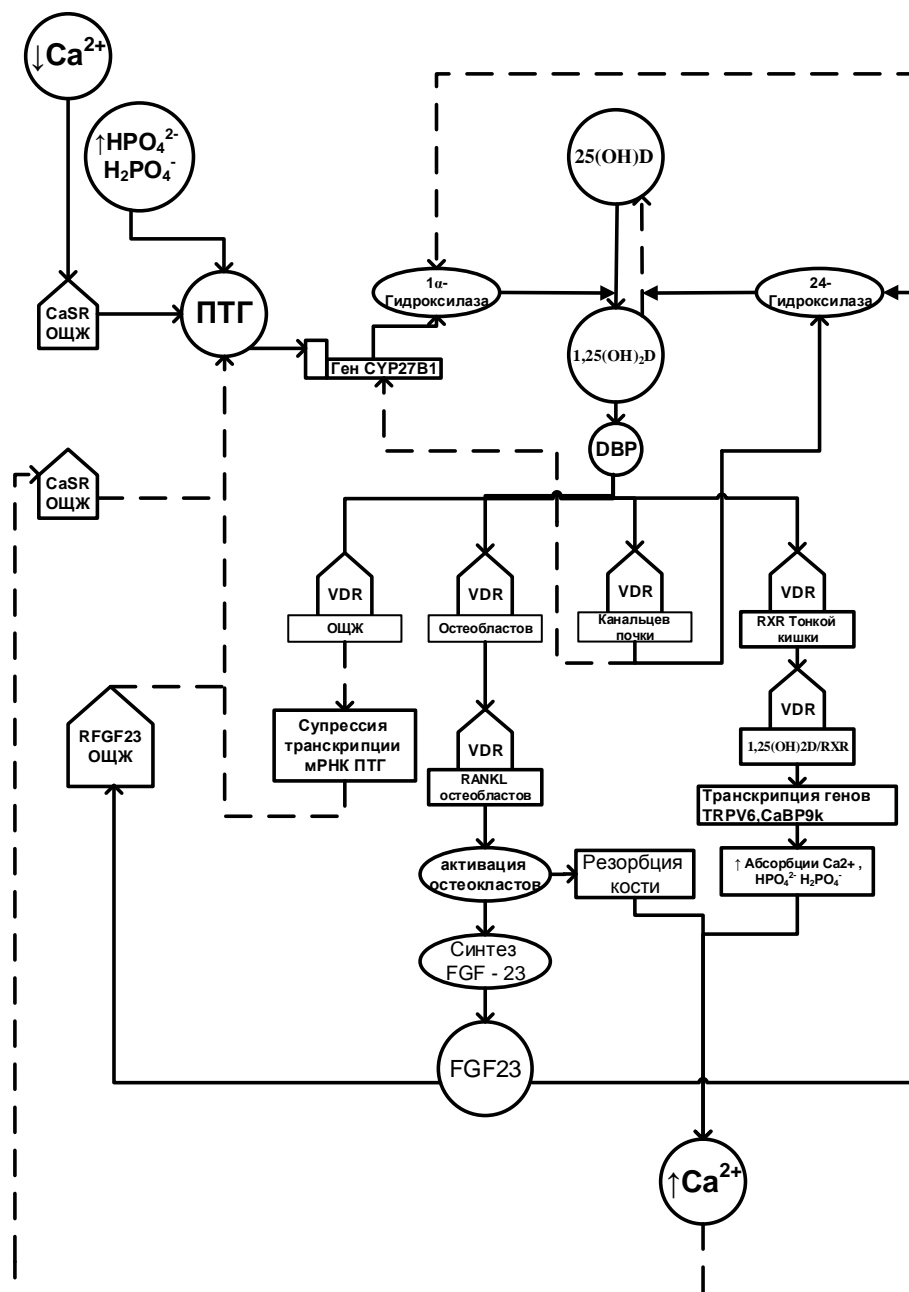 ↓Ca²⁺
↑HPO₄²⁻
H₂PO₄⁻
25(OH)D
1α-
Гидроксилаза
24-
Гидроксилаза
CaSR
ОЩЖ
ПТГ
Ген CYP27B1
1,25(OH)₂D
DBP
CaSR
ОЩЖ
VDR
ОЩЖ
VDR
Остеобластов
VDR
Канальцев
почки
VDR
RXR Тонкой
кишки
RFGF23
ОЩЖ
Супрессия
транскрипции
мРНК ПТГ
VDR
RANKL
остеобластов
VDR
1,25(OH)2D/RXR
Транскрипция генов
TRPV6,CaBP9k
активация
остеокластов
Резорбция
кости
↑ Абсорбции Ca2+ ,
HPO₄²⁻ H₂PO₄⁻
Синтез
FGF - 23
FGF23
↑Ca²⁺